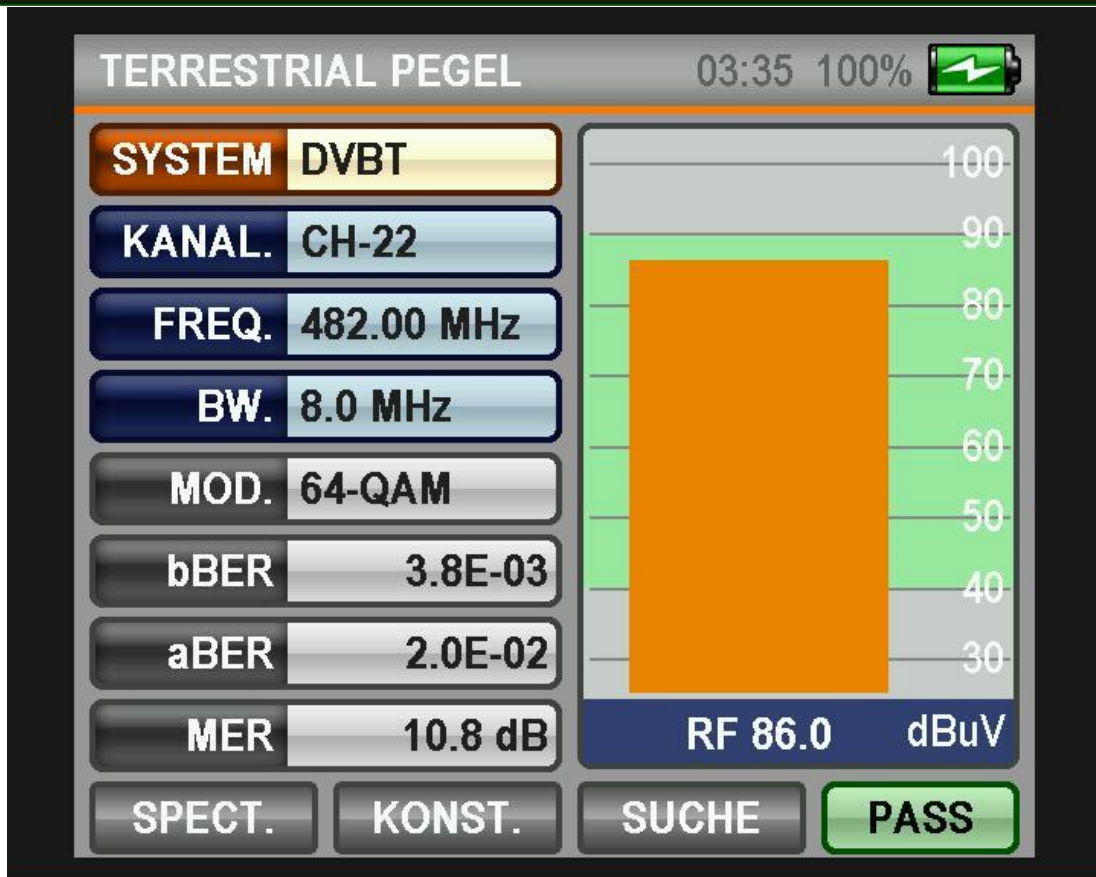 TERRESTRIAL PEGEL 03:35 100%
SYSTEM DVBT
KANAL. CH-22
FREQ. 482.00 MHz
BW. 8.0 MHz
MOD. 64-QAM
bBER 3.8E-03
aBER 2.0E-02
MER 10.8 dB
100
90
80
70
60
50
40
30
RF 86.0 dBuV
SPECT. KONST. SUCHE PASS